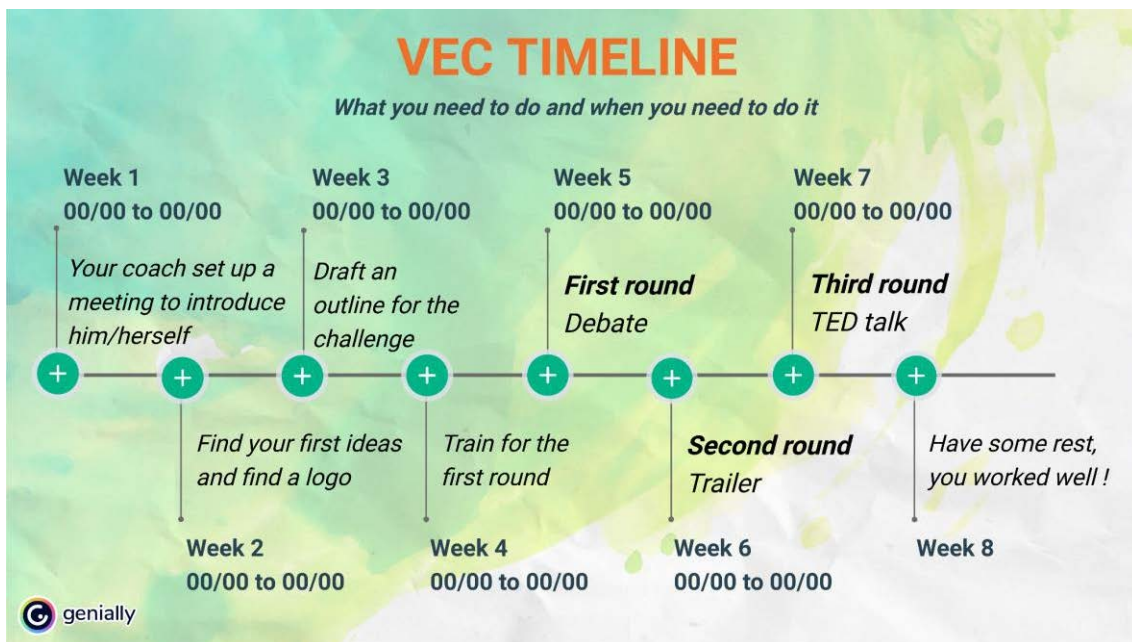 VEC TIMELINE
What you need to do and when you need to do it
Week 1
00/00 to 00/00
Your coach set up a
meeting to introduce
him/herself
Find your first ideas
and find a logo
Week 2
00/00 to 00/00
Week 3
00/00 to 00/00
Draft an
outline for the
challenge
Train for the
first round
Week 4
00/00 to 00/00
Week 5
00/00 to 00/00
First round
Debate
Second round
Trailer
Week 6
00/00 to 00/00
Week 7
00/00 to 00/00
Third round
TED talk
Have some rest,
you worked well !
Week 8
genially